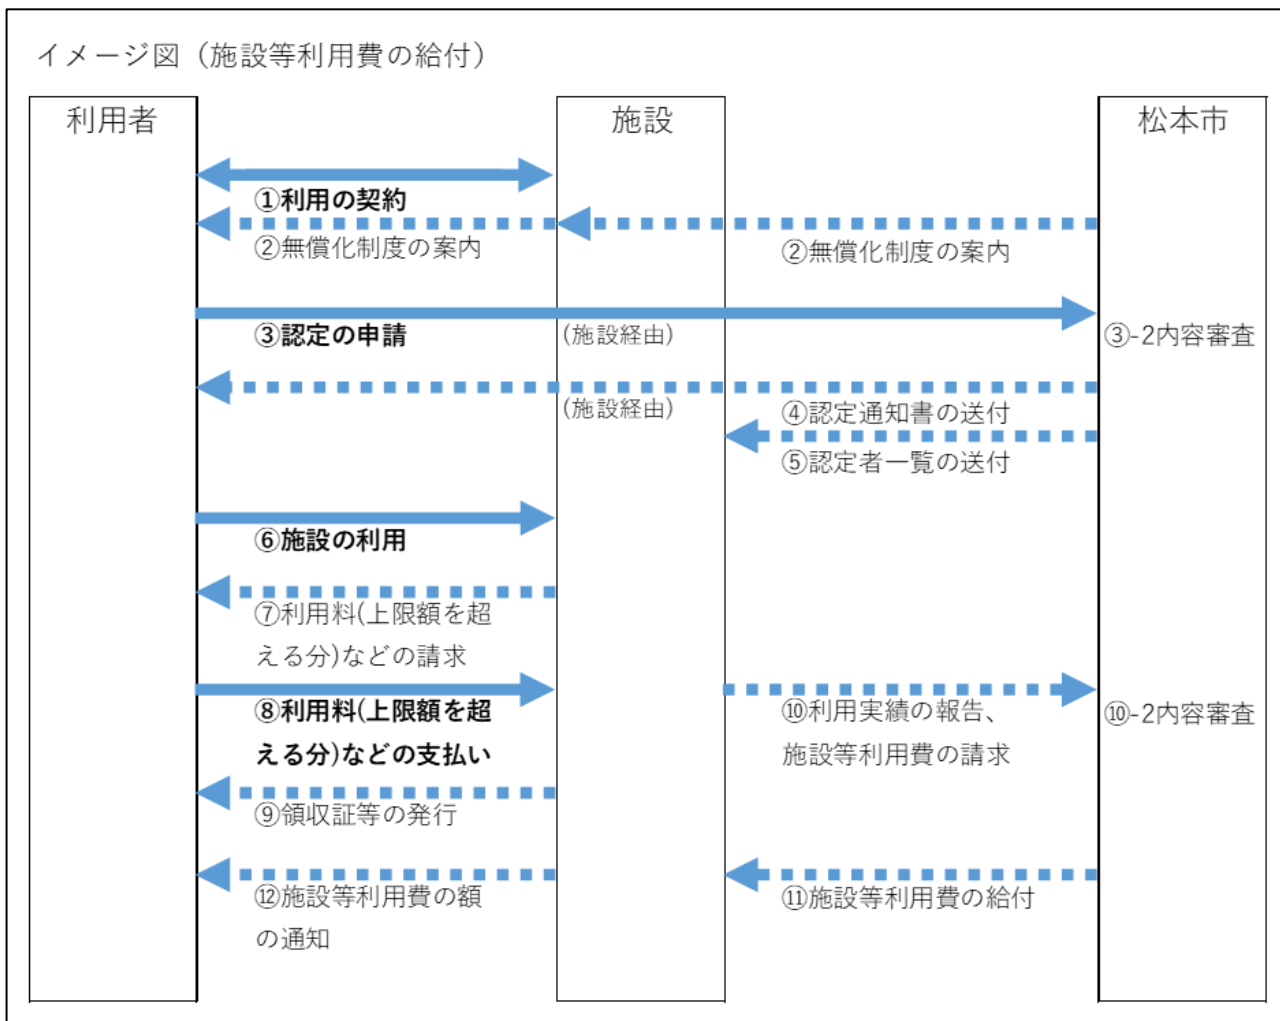 イメージ図（施設等利用費の給付）
利用者
施設
松本市
①利用の契約
②無償化制度の案内
②無償化制度の案内
③認定の申請
(施設経由)
③-2内容審査
(施設経由)
④認定通知書の送付
⑤認定者一覧の送付
⑥施設の利用
⑦利用料(上限額を超
える分)などの請求
⑧利用料(上限額を超
える分)などの支払い
⑩利用実績の報告、
施設等利用費の請求
⑩-2内容審査
⑨領収証等の発行
⑫施設等利用費の額
の通知
⑪施設等利用費の給付